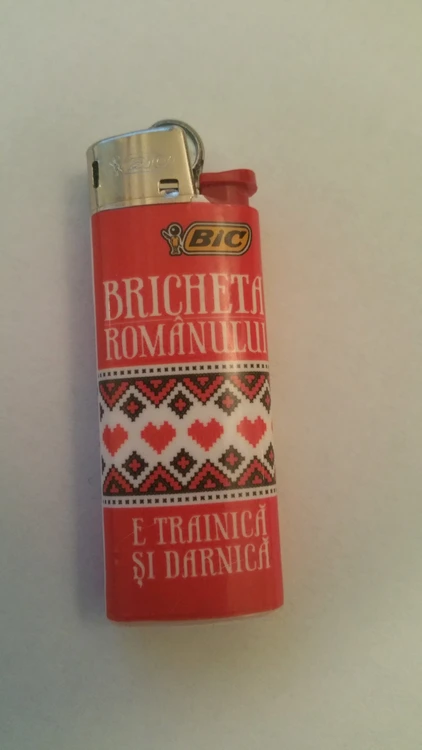 BIC
BRICHETA
ROMÂNULUI
E TRAINICĂ
ȘI DARNICĂ